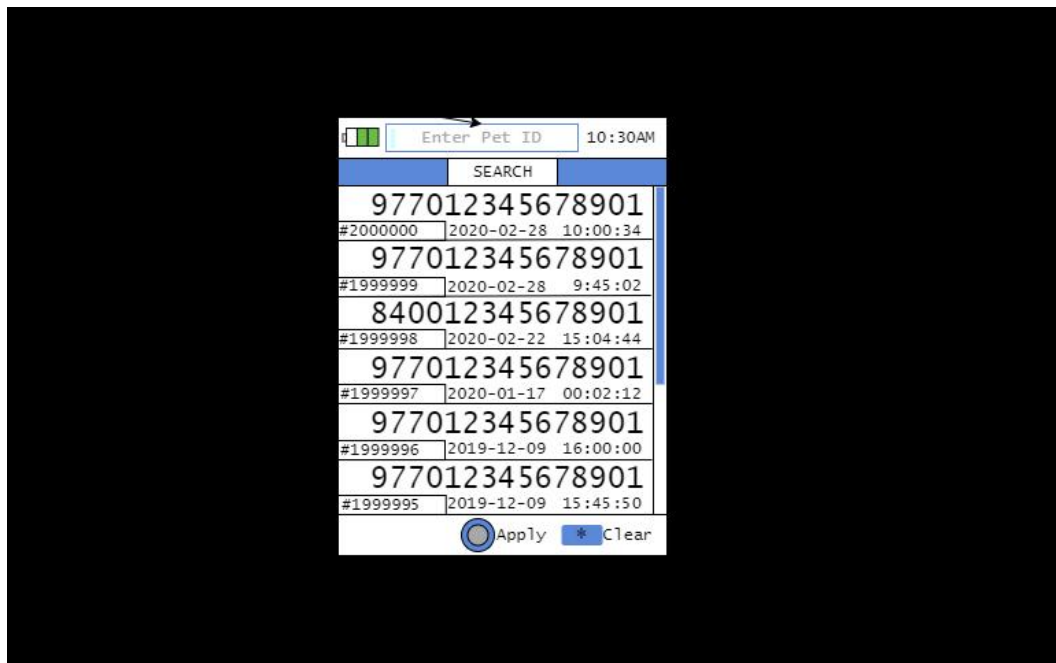 Enter Pet ID 10:30AM
SEARCH
977012345678901
#2000000 2020-02-28 10:00:34
977012345678901
#1999999 2020-02-28 9:45:02
840012345678901
#1999998 2020-02-22 15:04:44
977012345678901
#1999997 2020-01-17 00:02:12
977012345678901
#1999996 2019-12-09 16:00:00
977012345678901
#1999995 2019-12-09 15:45:50
Apply * Clear